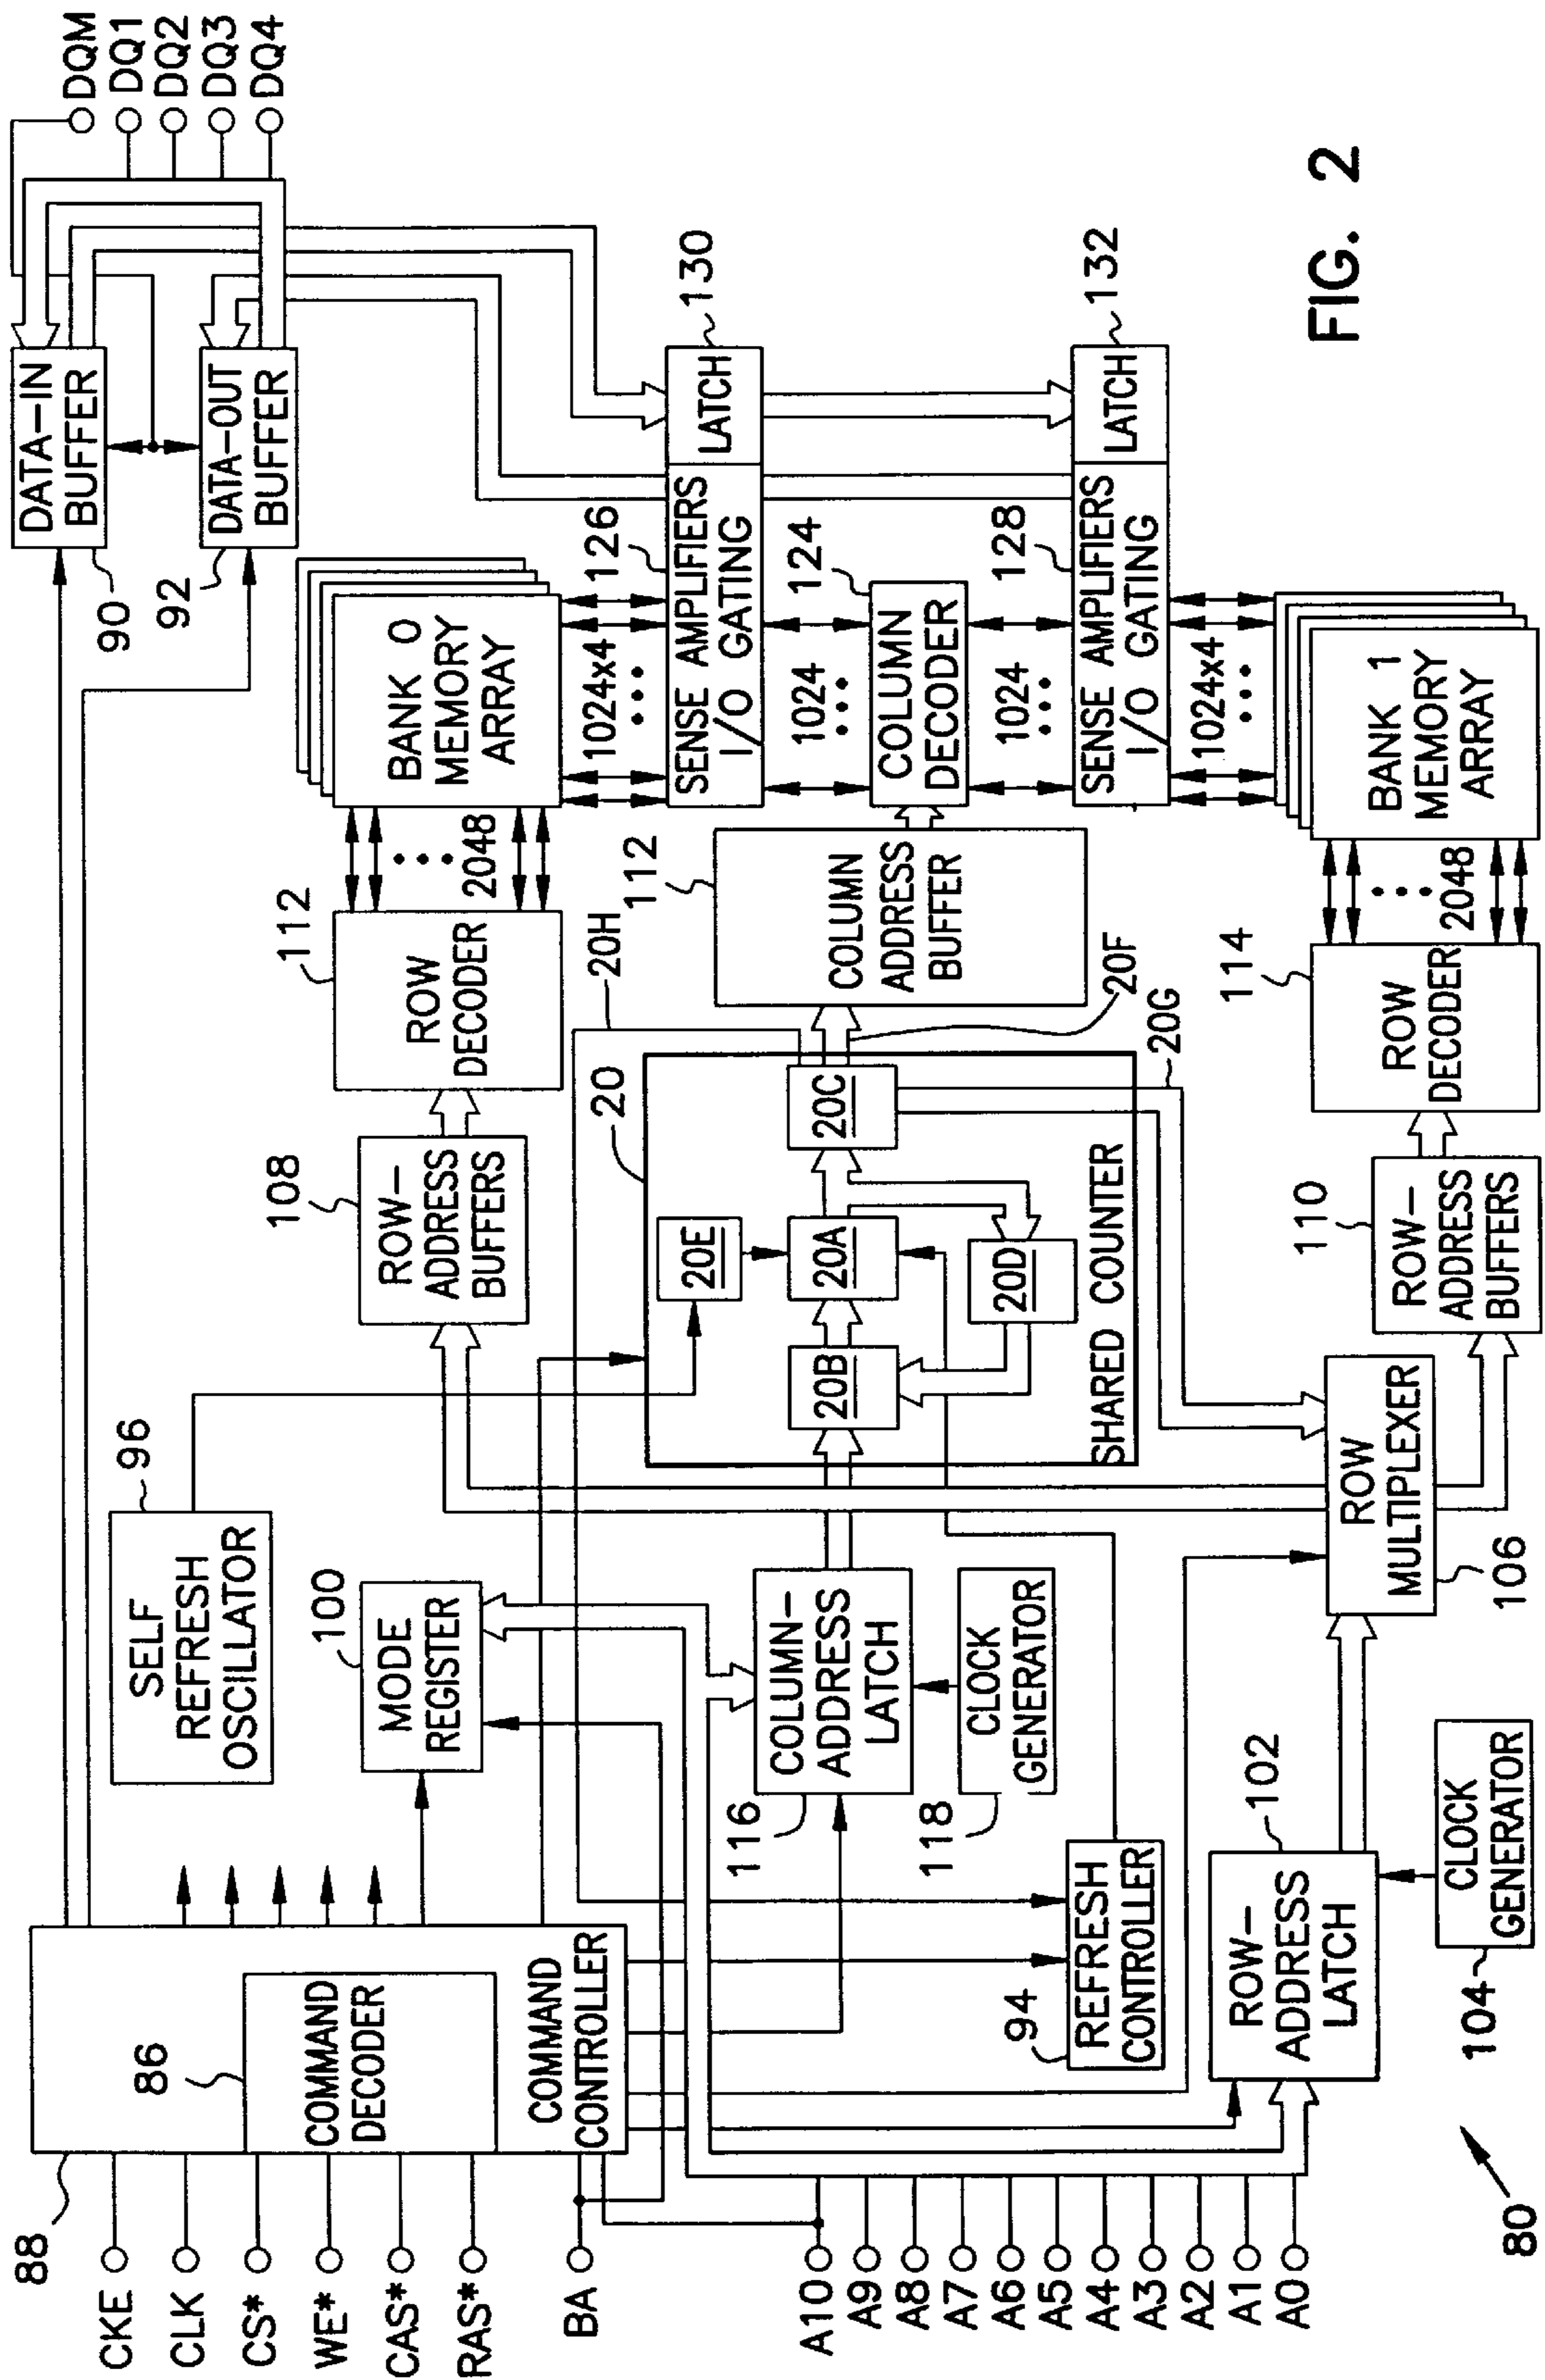 CKE
CLK
CS*
WE*
CAS*
RAS*
BA
A10
A9
A8
A7
A6
A5
A4
A3
A2
A1
A0
88
86
COMMAND
DECODER
COMMAND
CONTROLLER
SELF
REFRESH
OSCILLATOR
96
100
MODE
REGISTER
116
COLUMN-
ADDRESS
LATCH
118
CLOCK
GENERATOR
94
REFRESH
CONTROLLER
102
ROW-
ADDRESS
LATCH
104
CLOCK
GENERATOR
ROW
MULTIPLEXER
106
108
ROW-
ADDRESS
BUFFERS
20
20E
20B
20A
20C
20D
SHARED COUNTER
20H
20F
20G
110
ROW-
ADDRESS
BUFFERS
112
ROW
DECODER
2048
112
COLUMN
ADDRESS
BUFFER
114
ROW
DECODER
2048
BANK 0
MEMORY
ARRAY
1024x4
126
SENSE AMPLIFIERS
I/O GATING
LATCH
130
1024
124
COLUMN
DECODER
1024
128
SENSE AMPLIFIERS
I/O GATING
LATCH
132
1024x4
BANK 1
MEMORY
ARRAY
90
DATA-IN
BUFFER
92
DATA-OUT
BUFFER
DQM
DQ1
DQ2
DQ3
DQ4
80
FIG. 2